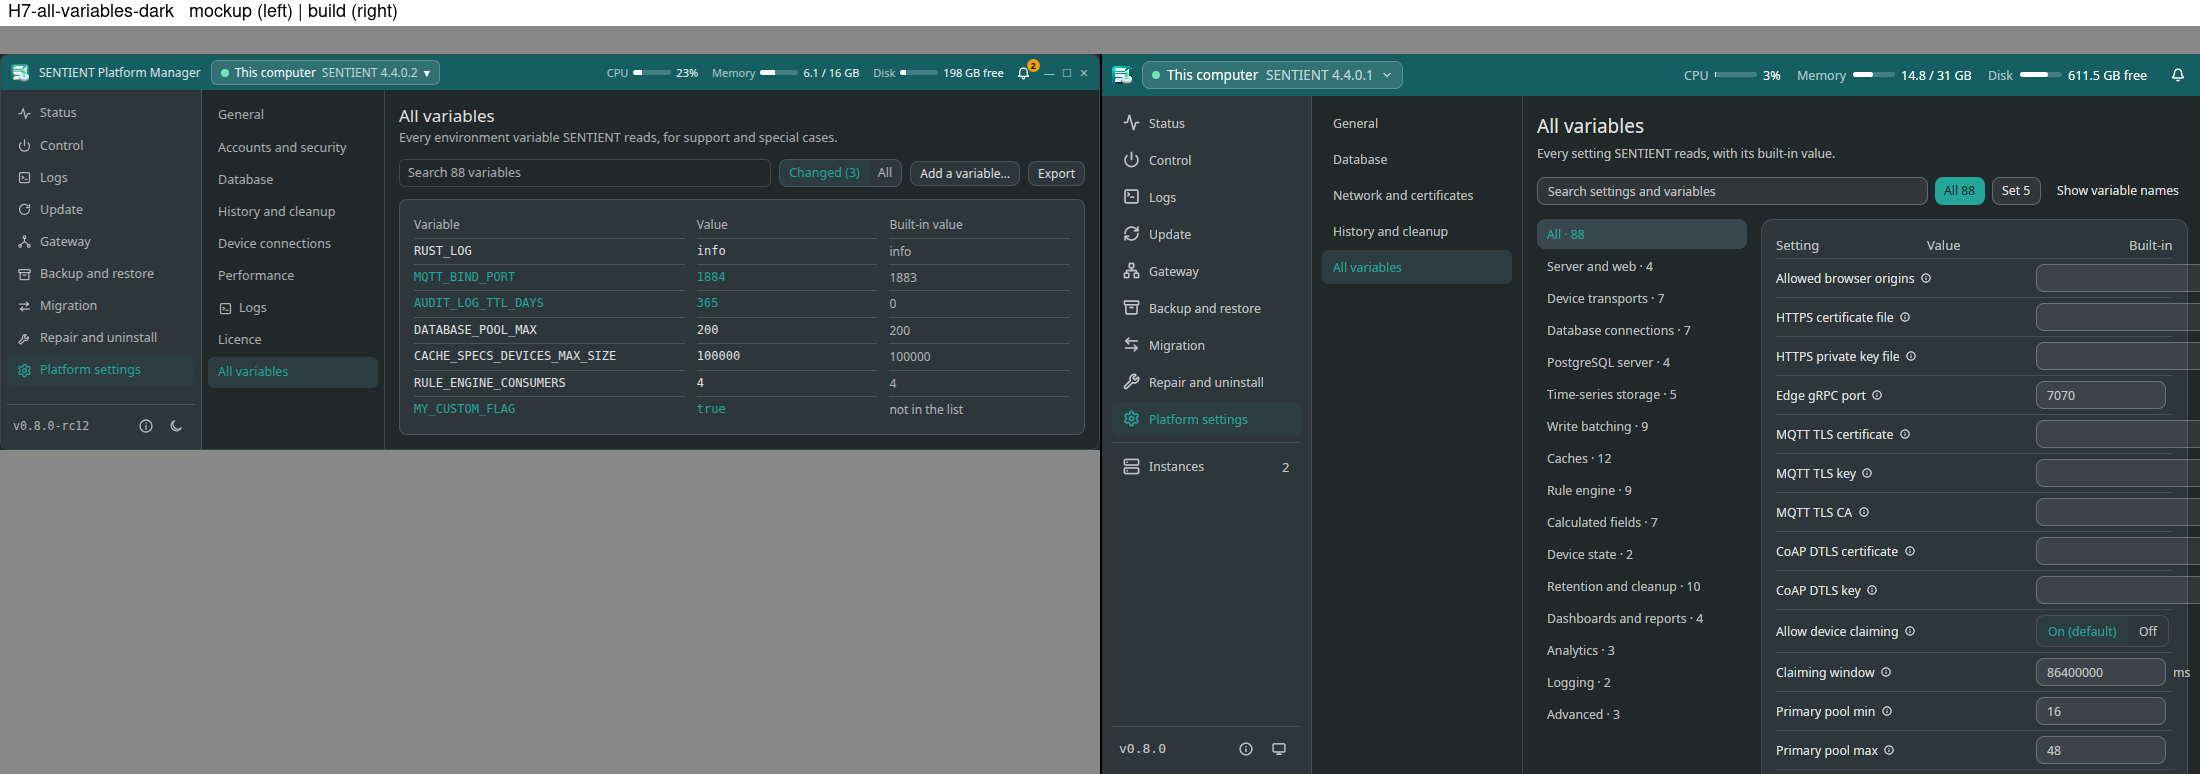 H7-all-variables-dark mockup (left) | build (right)
SENTIENT Platform Manager
This computer SENTIENT 4.4.0.2 ▾
CPU 23% Memory 6.1 / 16 GB Disk 198 GB free 2
Status
Control
Logs
Update
Gateway
Backup and restore
Migration
Repair and uninstall
Platform settings
v0.8.0-rc12
General
Accounts and security
Database
History and cleanup
Device connections
Performance
Logs
Licence
All variables
All variables
Every environment variable SENTIENT reads, for support and special cases.
Search 88 variables Changed (3) All Add a variable... Export
Variable Value Built-in value
RUST_LOG info info
MQTT_BIND_PORT 1884 1883
AUDIT_LOG_TTL_DAYS 365 0
DATABASE_POOL_MAX 200 200
CACHE_SPECS_DEVICES_MAX_SIZE 100000 100000
RULE_ENGINE_CONSUMERS 4 4
MY_CUSTOM_FLAG true not in the list
This computer SENTIENT 4.4.0.1
CPU 3% Memory 14.8 / 31 GB Disk 611.5 GB free
Status
Control
Logs
Update
Gateway
Backup and restore
Migration
Repair and uninstall
Platform settings
Instances 2
v0.8.0
General
Database
Network and certificates
History and cleanup
All variables
All variables
Every setting SENTIENT reads, with its built-in value.
Search settings and variables All 88 Set 5 Show variable names
All · 88
Server and web · 4
Device transports · 7
Database connections · 7
PostgreSQL server · 4
Time-series storage · 5
Write batching · 9
Caches · 12
Rule engine · 9
Calculated fields · 7
Device state · 2
Retention and cleanup · 10
Dashboards and reports · 4
Analytics · 3
Logging · 2
Advanced · 3
Setting Value Built-in
Allowed browser origins
HTTPS certificate file
HTTPS private key file
Edge gRPC port 7070
MQTT TLS certificate
MQTT TLS key
MQTT TLS CA
CoAP DTLS certificate
CoAP DTLS key
Allow device claiming On (default) Off
Claiming window 86400000 ms
Primary pool min 16
Primary pool max 48